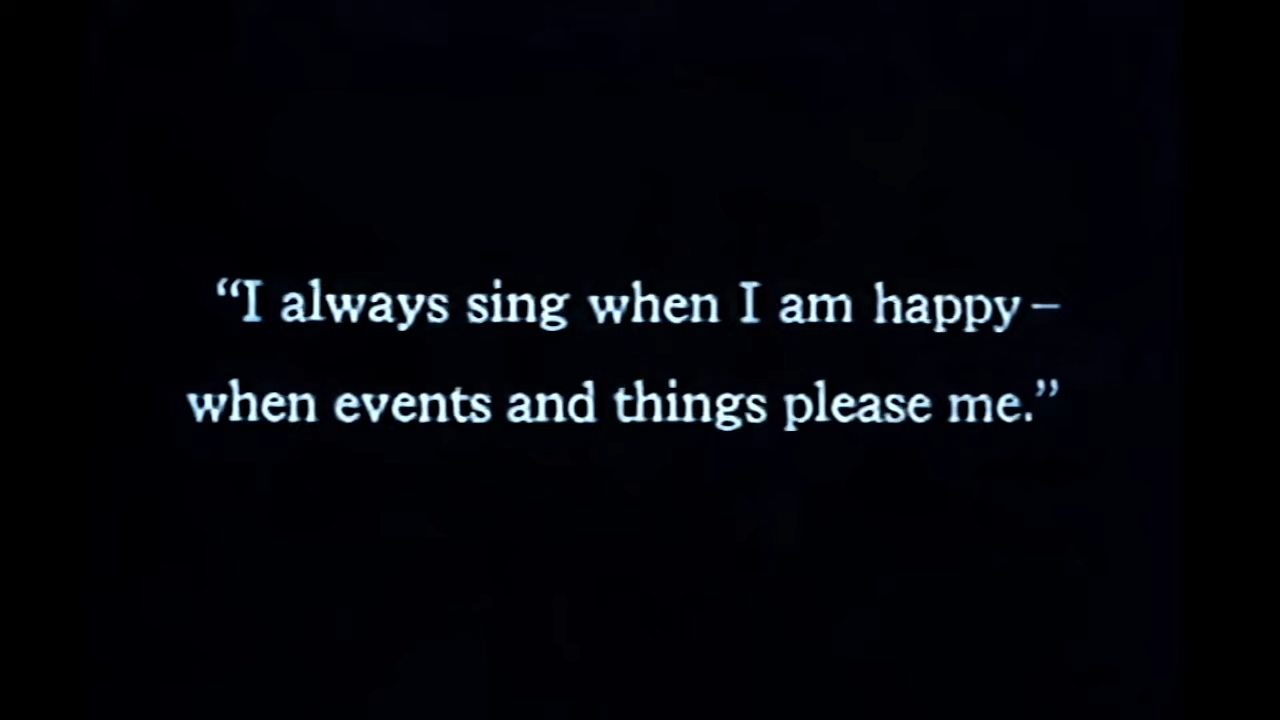 “I always sing when I am happy –
when events and things please me.”